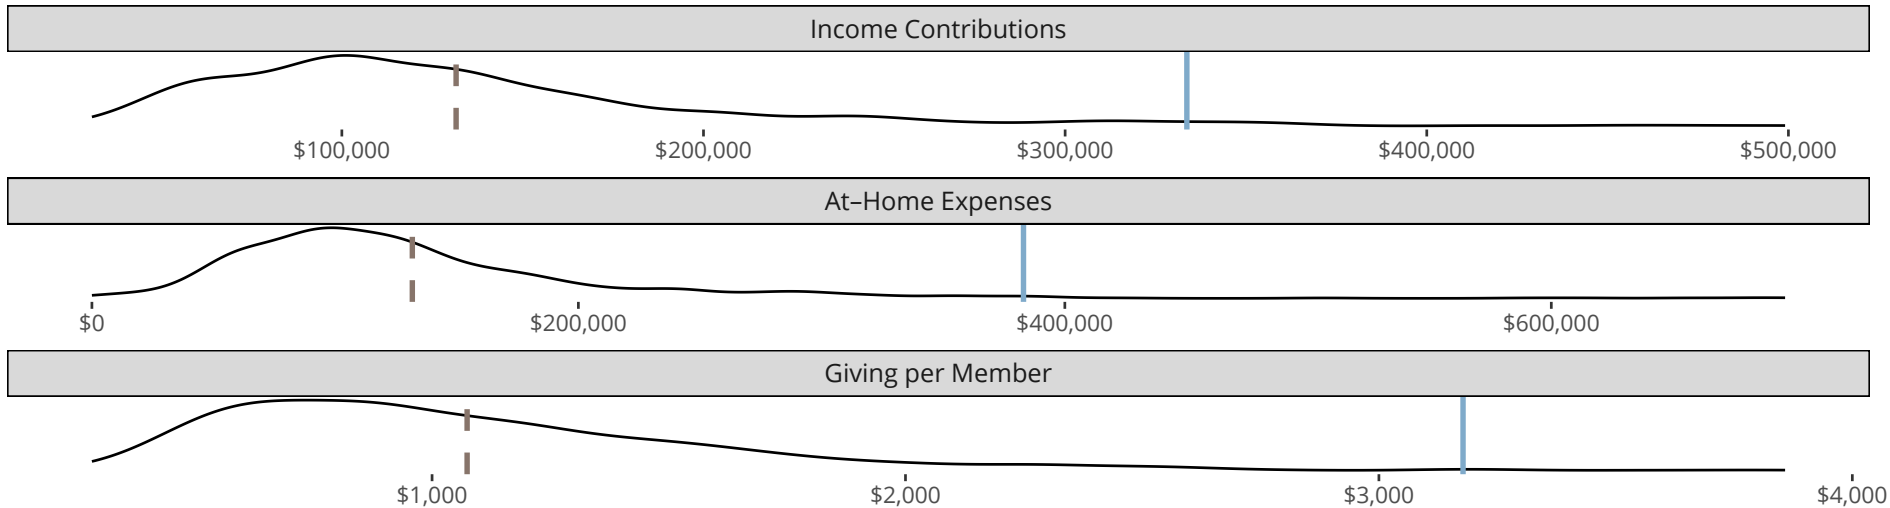 Income Contributions
$100,000 $200,000 $300,000 $400,000 $500,000
At–Home Expenses
$0 $200,000 $400,000 $600,000
Giving per Member
$1,000 $2,000 $3,000 $4,000